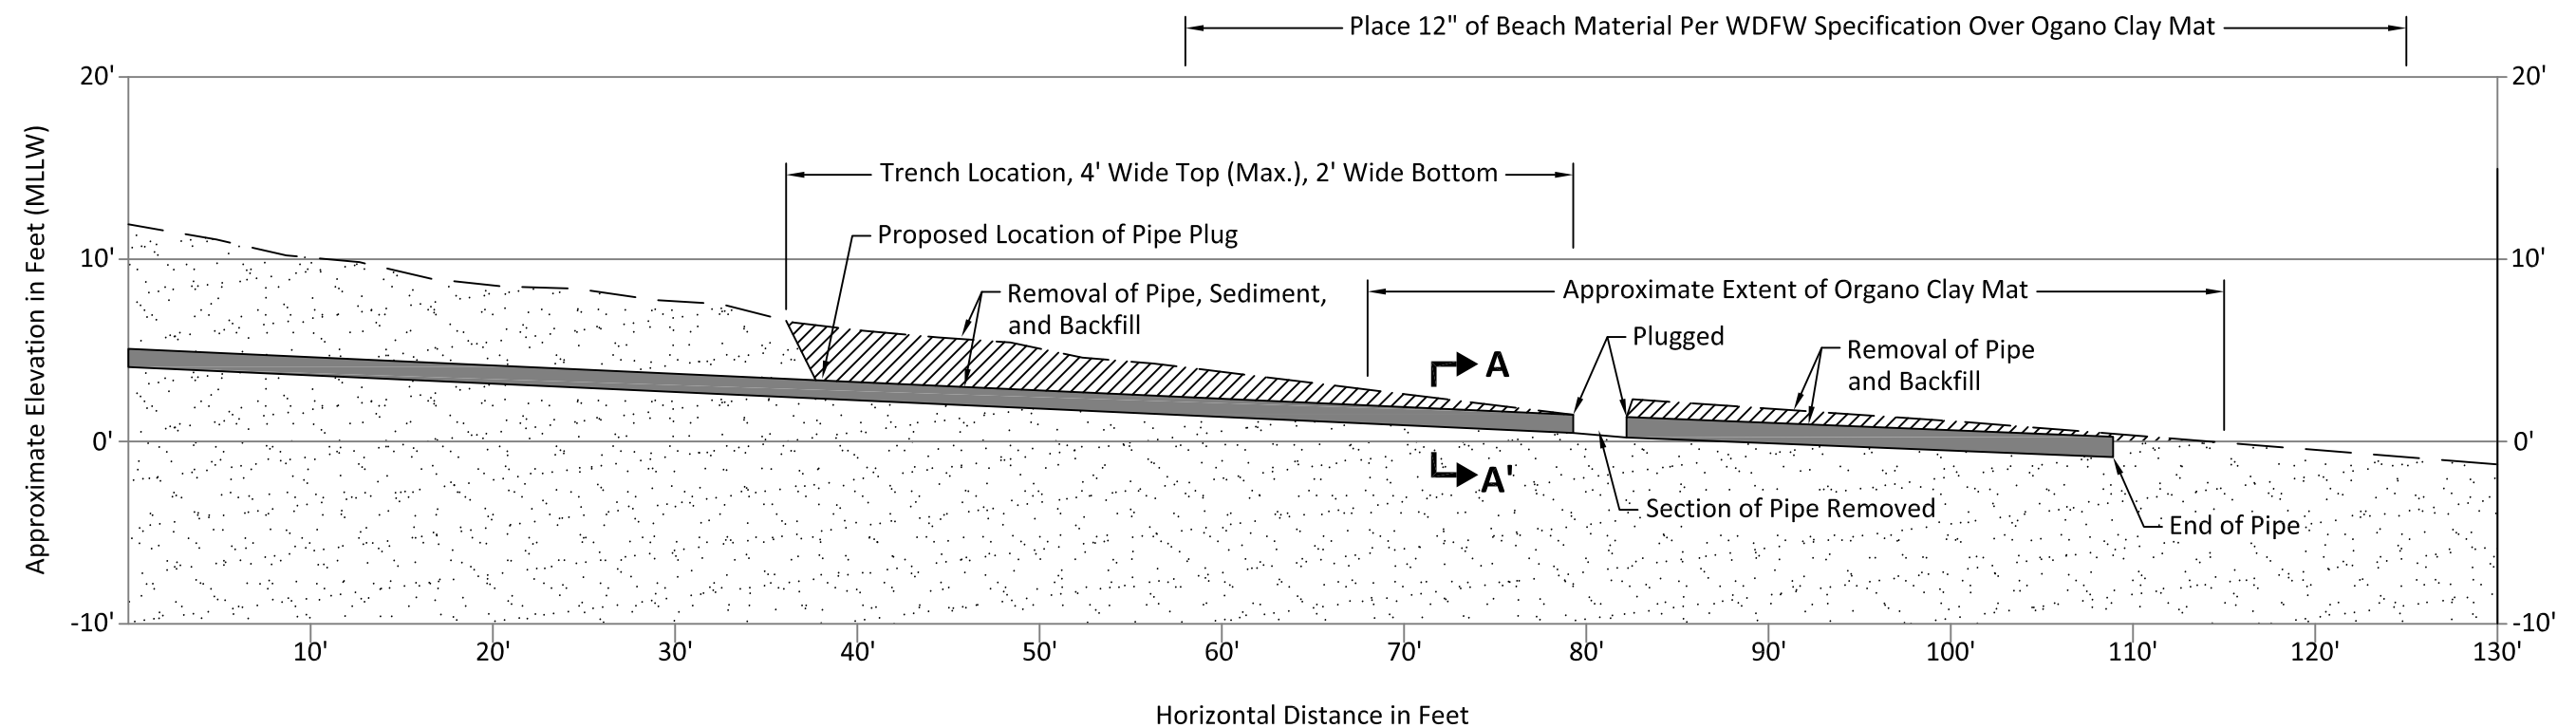 Place 12" of Beach Material Per WDFW Specification Over Ogano Clay Mat
20'
20'
Trench Location, 4' Wide Top (Max.), 2' Wide Bottom
Proposed Location of Pipe Plug
10'
10'
Removal of Pipe, Sediment,
and Backfill
Approximate Extent of Organo Clay Mat
Plugged
Removal of Pipe
and Backfill
A
0'
0'
A'
Section of Pipe Removed
End of Pipe
-10'
-10'
Approximate Elevation in Feet (MLLW)
10'
20'
30'
40'
50'
60'
70'
80'
90'
100'
110'
120'
130'
Horizontal Distance in Feet